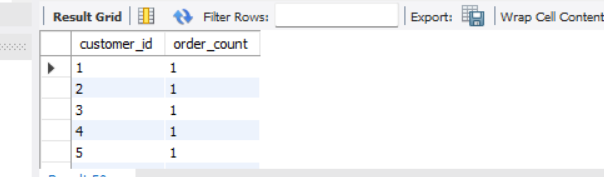 Result Grid Filter Rows: Export: Wrap Cell Content
customer_id order_count
1 1
2 1
3 1
4 1
5 1